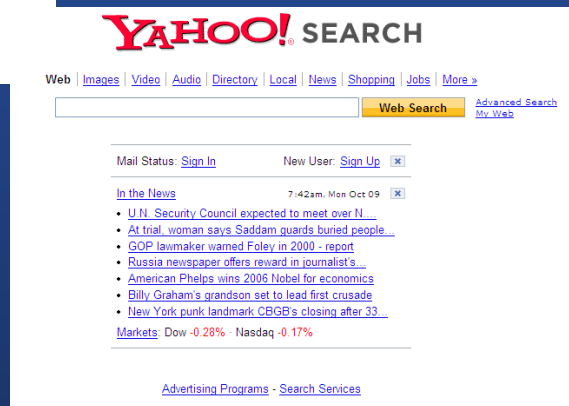 YAHOO! SEARCH
Web | Images | Video | Audio | Directory | Local | News | Shopping | Jobs | More »
Web Search
Advanced Search
My Web
Mail Status: Sign In New User: Sign Up
In the News 7:42am, Mon Oct 09
• U.N. Security Council expected to meet over N....
• At trial, woman says Saddam guards buried people...
• GOP lawmaker warned Foley in 2000 - report
• Russia newspaper offers reward in journalist's...
• American Phelps wins 2006 Nobel for economics
• Billy Graham's grandson set to lead first crusade
• New York punk landmark CBGB's closing after 33...
Markets: Dow -0.28% · Nasdaq -0.17%
Advertising Programs - Search Services